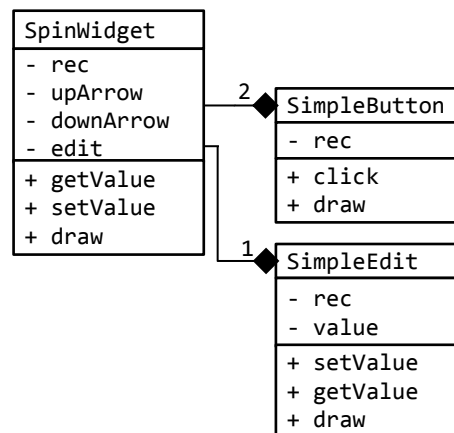 SpinWidget
- rec
- upArrow
- downArrow
- edit
+ getValue
+ setValue
+ draw
2
SimpleButton
- rec
+ click
+ draw
1
SimpleEdit
- rec
- value
+ setValue
+ getValue
+ draw